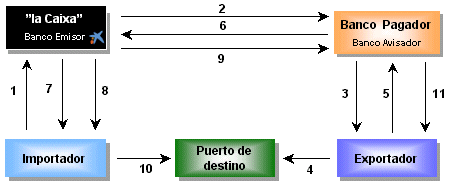 "la Caixa"
Banco Emisor
2
6
9
Banco Pagador
Banco Avisador
1
7
8
3
5
11
Importador
10
Puerto de
destino
4
Exportador